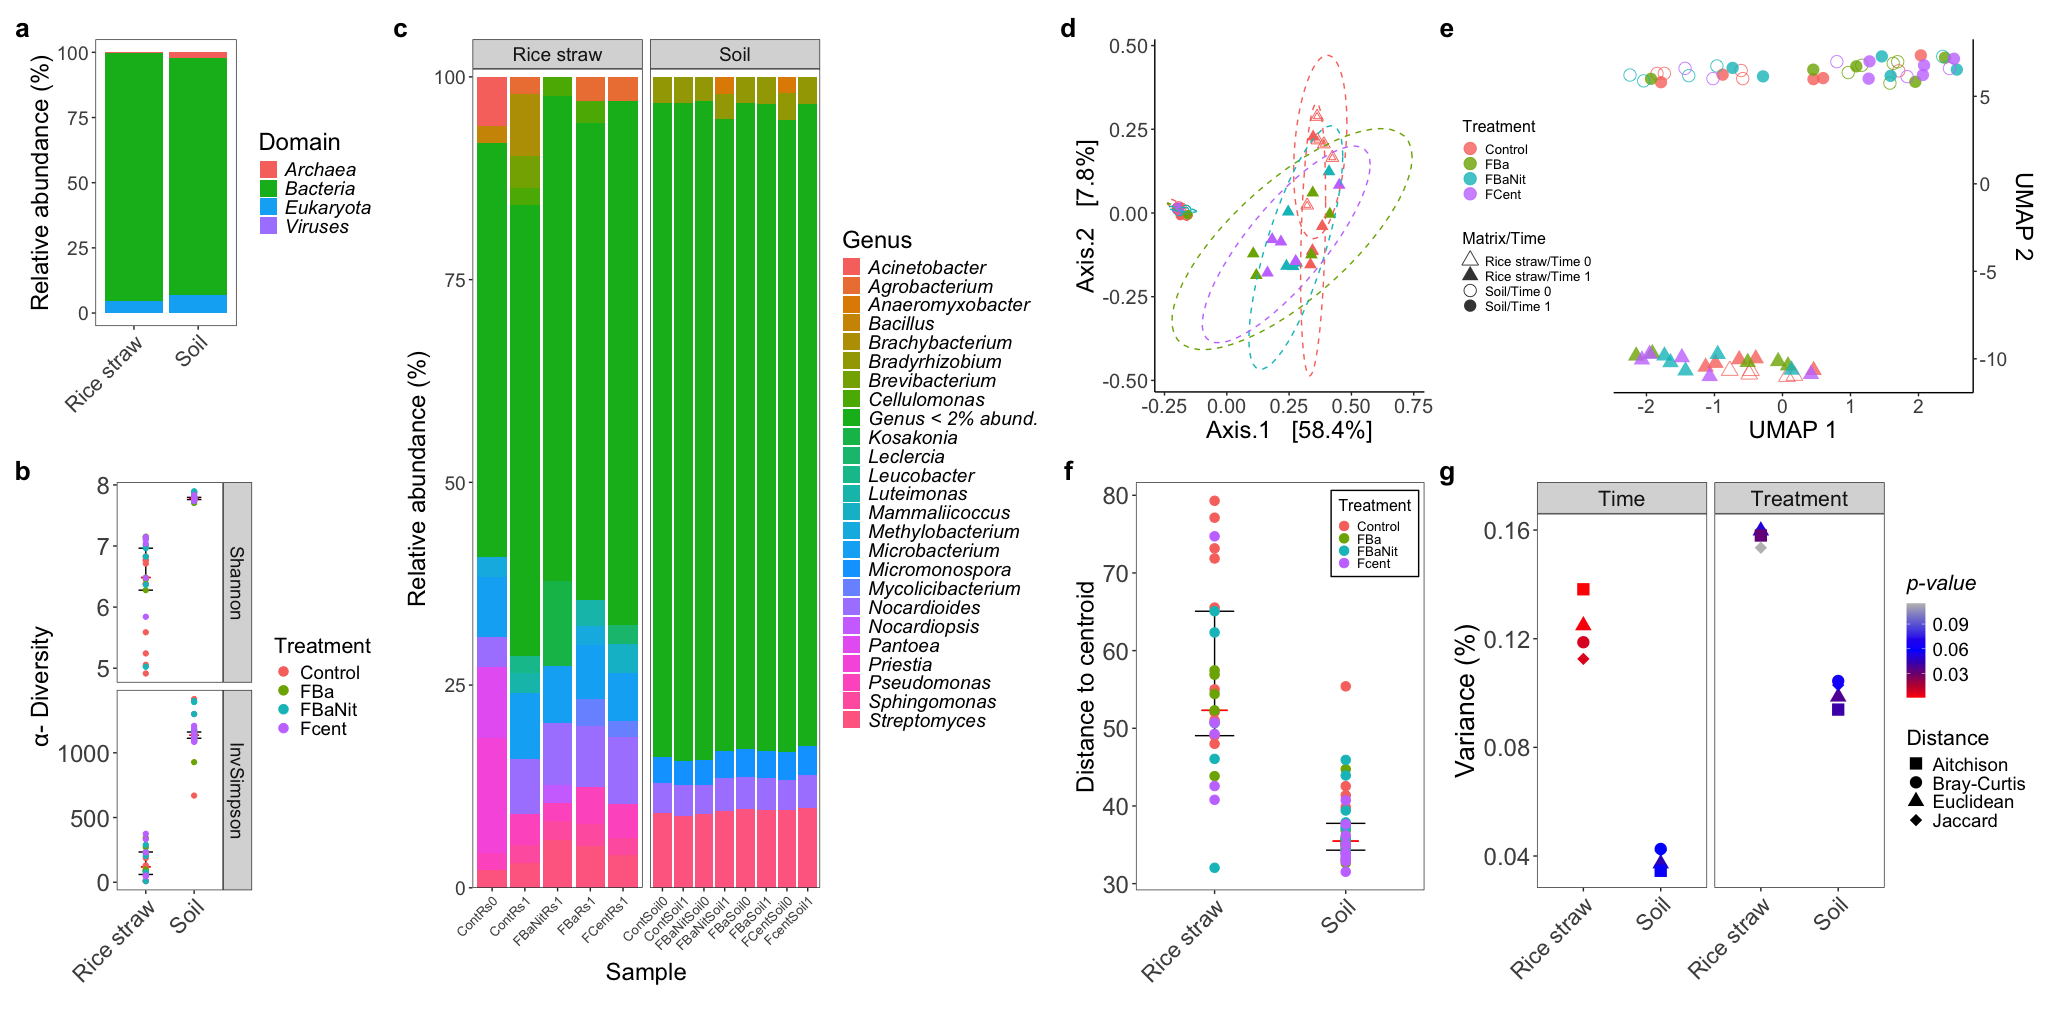 a
Relative abundance (%)
100
75
50
25
0
Rice straw
Soil
Domain
Archaea
Bacteria
Eukaryota
Viruses
b
α- Diversity
8
7
6
5
Shannon
1000
500
0
InvSimpson
Rice straw
Soil
Treatment
Control
FBa
FBaNit
Fcent
c
Rice straw
Soil
Relative abundance (%)
100
75
50
25
0
ContRs0
ContRs1
FBaNitRs1
FBaRs1
FCentRs1
ContSoil0
ContSoil1
FBaNitSoil0
FBaNitSoil1
FBaSoil0
FBaSoil1
FCentSoil0
FcentSoil1
Sample
Genus
Acinetobacter
Agrobacterium
Anaeromyxobacter
Bacillus
Brachybacterium
Bradyrhizobium
Brevibacterium
Cellulomonas
Genus < 2% abund.
Kosakonia
Leclercia
Leucobacter
Luteimonas
Mammaliicoccus
Methylobacterium
Microbacterium
Micromonospora
Mycolicibacterium
Nocardioides
Nocardiopsis
Pantoea
Priestia
Pseudomonas
Sphingomonas
Streptomyces
d
Axis.2 [7.8%]
0.50
0.25
0.00
-0.25
-0.50
-0.25
0.00
0.25
0.50
0.75
Axis.1 [58.4%]
e
Treatment
Control
FBa
FBaNit
FCent
Matrix/Time
Rice straw/Time 0
Rice straw/Time 1
Soil/Time 0
Soil/Time 1
5
0
-5
-10
UMAP 2
-2
-1
0
1
2
UMAP 1
f
Distance to centroid
80
70
60
50
40
30
Treatment
Control
FBa
FBaNit
Fcent
Rice straw
Soil
g
Time
Treatment
Variance (%)
0.16
0.12
0.08
0.04
Rice straw
Soil
Rice straw
Soil
p-value
0.09
0.06
0.03
Distance
Aitchison
Bray-Curtis
Euclidean
Jaccard